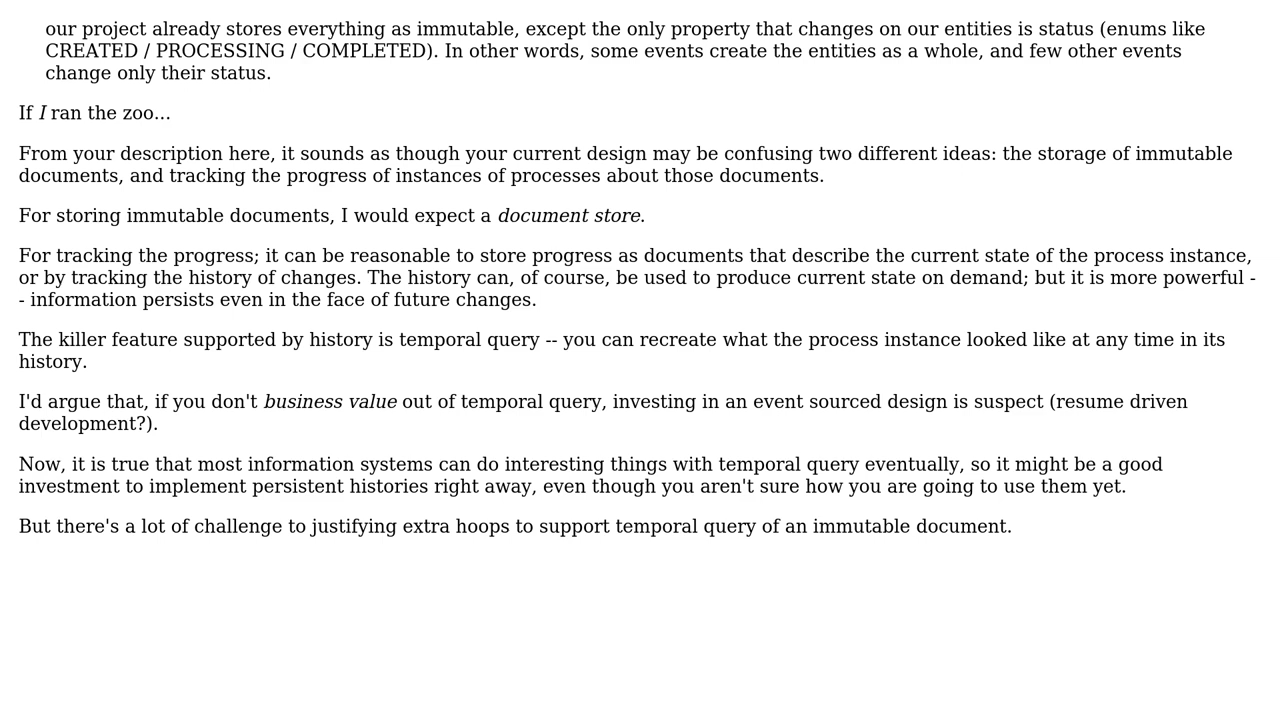 our project already stores everything as immutable, except the only property that changes on our entities is status (enums like
CREATED / PROCESSING / COMPLETED). In other words, some events create the entities as a whole, and few other events
change only their status.
If I ran the zoo...
From your description here, it sounds as though your current design may be confusing two different ideas: the storage of immutable
documents, and tracking the progress of instances of processes about those documents.
For storing immutable documents, I would expect a document store.
For tracking the progress; it can be reasonable to store progress as documents that describe the current state of the process instance,
or by tracking the history of changes. The history can, of course, be used to produce current state on demand; but it is more powerful -
- information persists even in the face of future changes.
The killer feature supported by history is temporal query -- you can recreate what the process instance looked like at any time in its
history.
I'd argue that, if you don't business value out of temporal query, investing in an event sourced design is suspect (resume driven
development?).
Now, it is true that most information systems can do interesting things with temporal query eventually, so it might be a good
investment to implement persistent histories right away, even though you aren't sure how you are going to use them yet.
But there's a lot of challenge to justifying extra hoops to support temporal query of an immutable document.